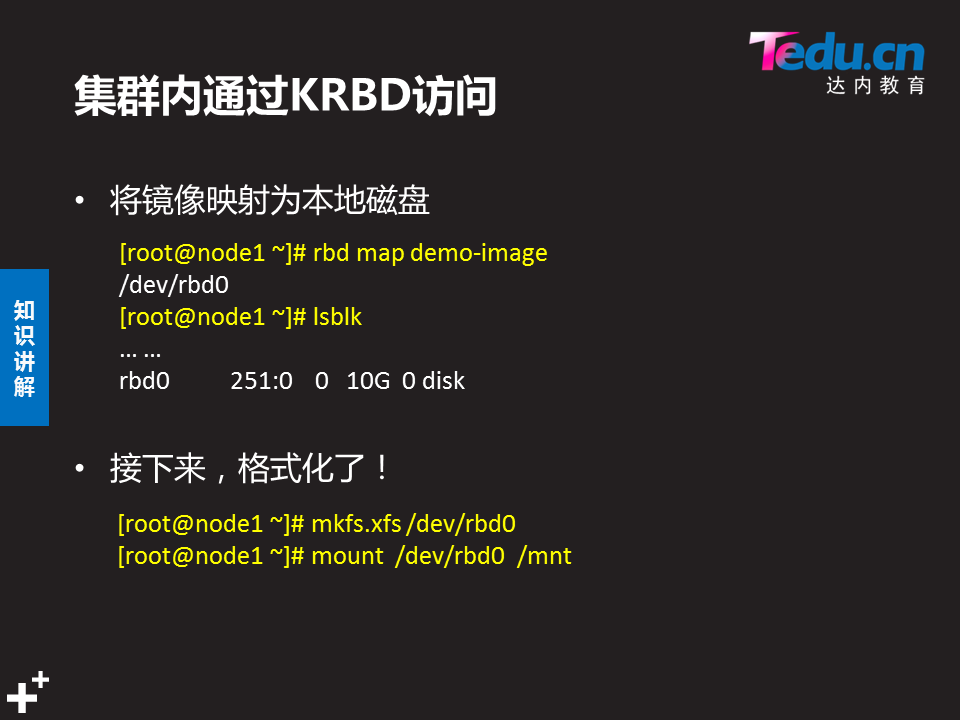 Tedu.cn
达内教育
集群内通过KRBD访问
• 将镜像映射为本地磁盘
[root@node1 ~]# rbd map demo-image
/dev/rbd0
[root@node1 ~]# lsblk
... ...
rbd0 251:0 0 10G 0 disk
知识讲解
• 接下来，格式化了！
[root@node1 ~]# mkfs.xfs /dev/rbd0
[root@node1 ~]# mount /dev/rbd0 /mnt